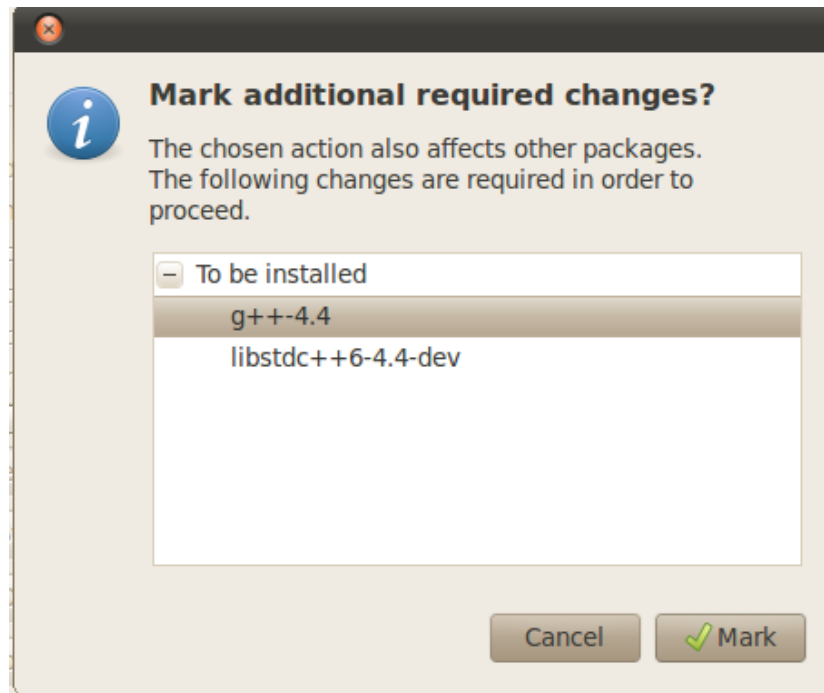 Mark additional required changes?
The chosen action also affects other packages.
The following changes are required in order to
proceed.
To be installed
g++-4.4
libstdc++6-4.4-dev
Cancel
Mark